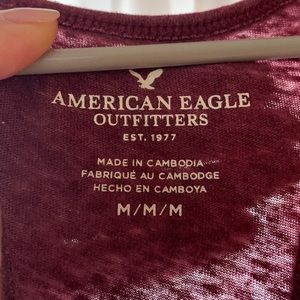 AMERICAN EAGLE
OUTFITTERS
EST. 1977
MADE IN CAMBODIA
FABRIQUÉ AU CAMBODGE
HECHO EN CAMBOYA
M/M/M